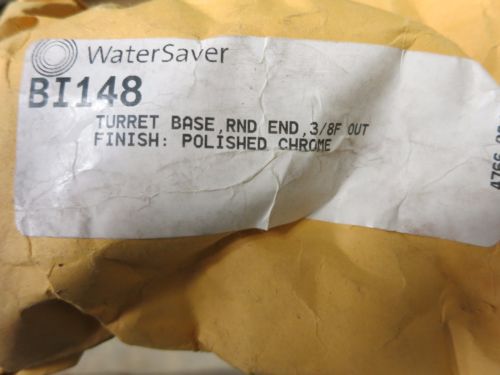 WaterSaver
BI148
TURRET BASE,RND END,3/8F OUT
FINISH: POLISHED CHROME